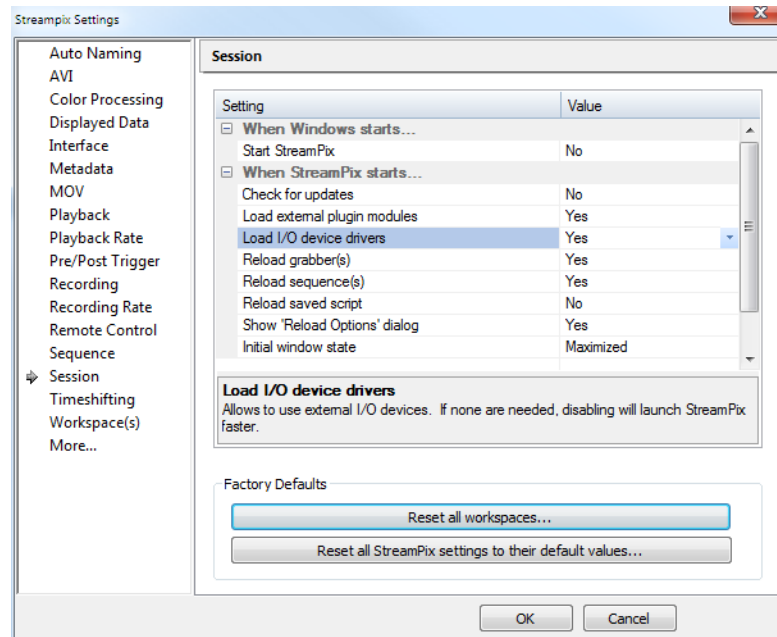 Streampix Settings
Auto Naming
AVI
Color Processing
Displayed Data
Interface
Metadata
MOV
Playback
Playback Rate
Pre/Post Trigger
Recording
Recording Rate
Remote Control
Sequence
Session
Timeshifting
Workspace(s)
More...
Session
Setting Value
When Windows starts...
Start StreamPix No
When StreamPix starts...
Check for updates No
Load external plugin modules Yes
Load I/O device drivers Yes
Reload grabber(s) Yes
Reload sequence(s) Yes
Reload saved script No
Show 'Reload Options' dialog Yes
Initial window state Maximized
Load I/O device drivers
Allows to use external I/O devices. If none are needed, disabling will launch StreamPix
faster.
Factory Defaults
Reset all workspaces...
Reset all StreamPix settings to their default values...
OK Cancel